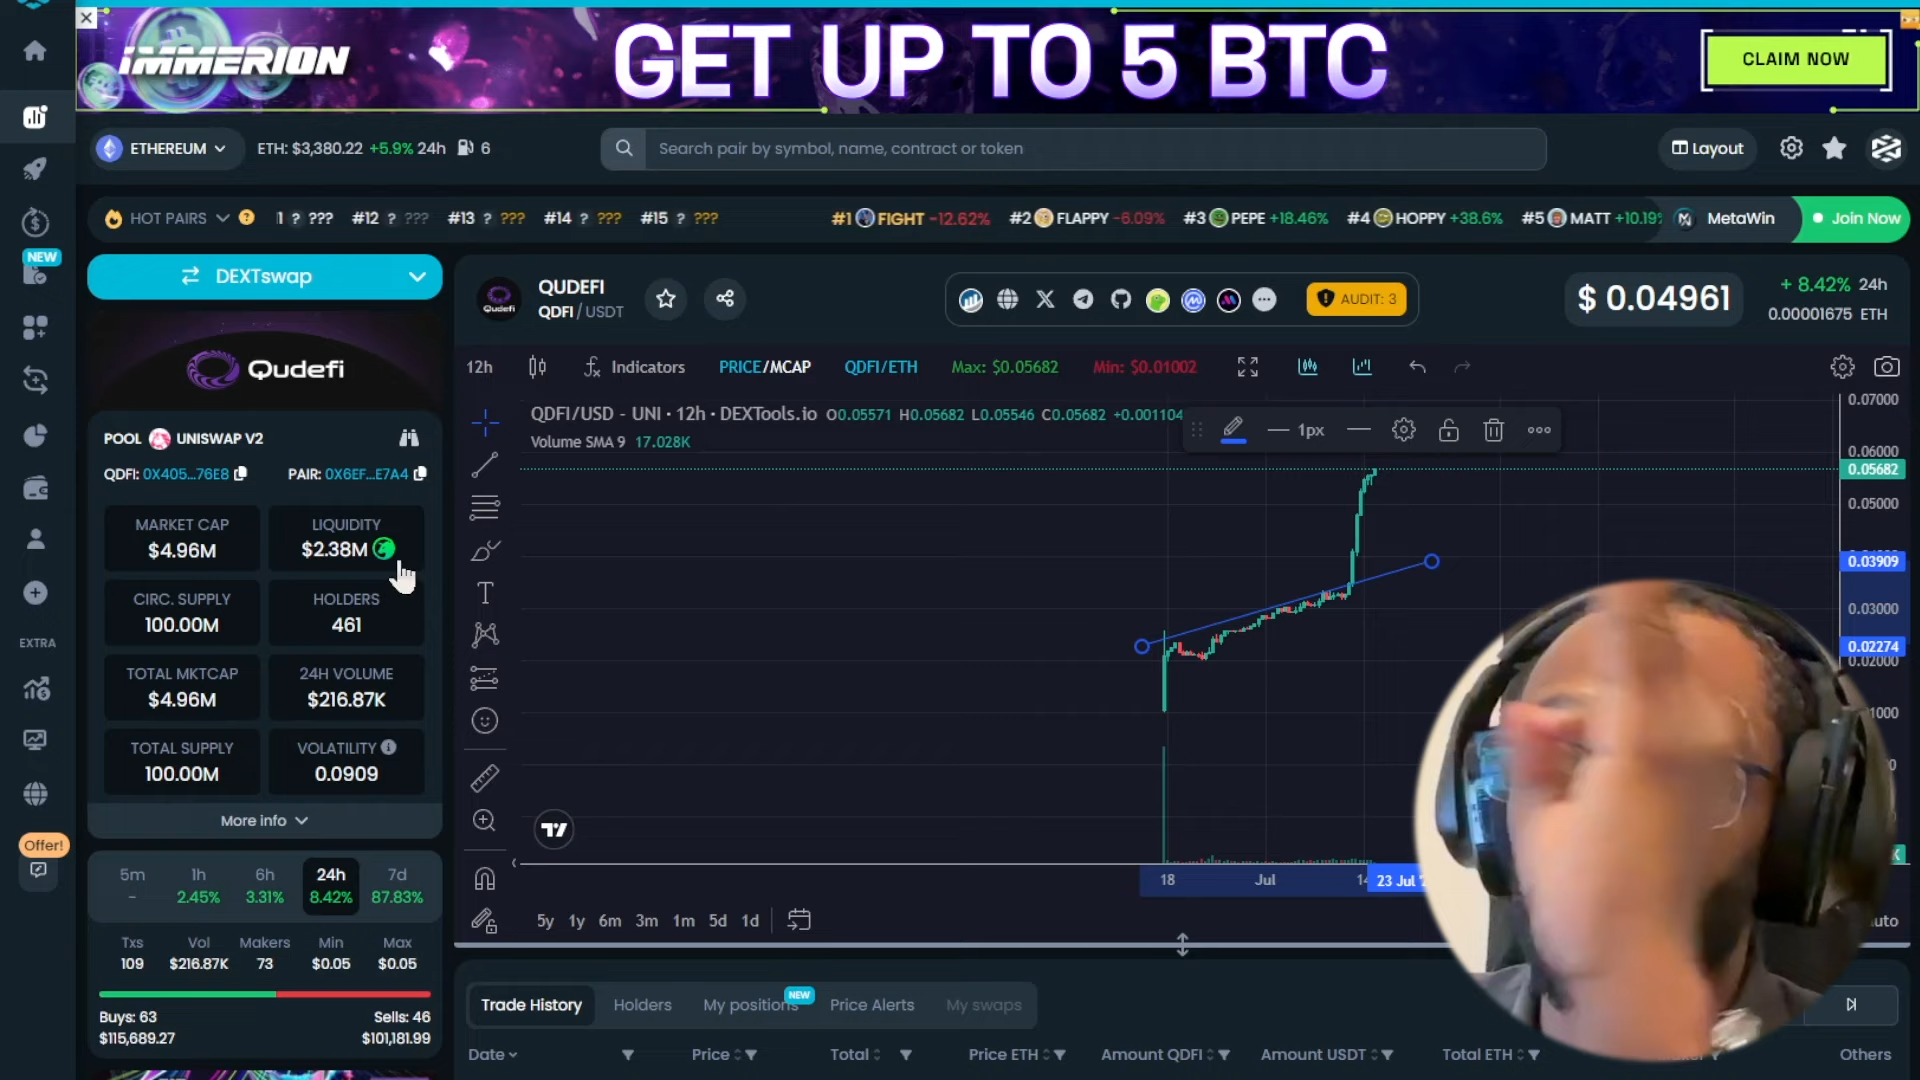 IMMERION
GET UP TO 5 BTC
CLAIM NOW
ETHEREUM
ETH: $3,380.22 +5.9% 24h 6
Search pair by symbol, name, contract or token
Layout
HOT PAIRS ? 1 ? ??? #12 ? ??? #13 ? ??? #14 ? ??? #15 ? ??? #1 FIGHT -12.62% #2 FLAPPY -6.09% #3 PEPE +18.46% #4 HOPPY +38.6% #5 MATT +10.19% MetaWin Join Now
NEW
DEXTswap
Qudefi
QUDEFI
QDFI / USDT
AUDIT: 3
$ 0.04961
+ 8.42% 24h
0.00001675 ETH
Qudefi
12h Indicators PRICE/MCAP QDFI/ETH Max: $0.05682 Min: $0.01002
QDFI/USD - UNI · 12h · DEXTools.io O0.05571 H0.05682 L0.05546 C0.05682 +0.001104
Volume SMA 9 17.028K
1px
0.07000
0.06000
0.05682
0.05000
0.03909
0.03000
0.02274
0.02000
1000
0
K
18 Jul 14 23 Jul '
5y 1y 6m 3m 1m 5d 1d
uto
POOL UNISWAP V2
QDFI: 0X405...76E8 PAIR: 0X6EF...E7A4
MARKET CAP
$4.96M
LIQUIDITY
$2.38M
CIRC. SUPPLY
100.00M
HOLDERS
461
TOTAL MKTCAP
$4.96M
24H VOLUME
$216.87K
TOTAL SUPPLY
100.00M
VOLATILITY
0.0909
More info
EXTRA
Offer!
5m 1h 6h 24h 7d
- 2.45% 3.31% 8.42% 87.83%
Txs Vol Makers Min Max
109 $216.87K 73 $0.05 $0.05
Buys: 63 Sells: 46
$115,689.27 $101,181.99
Trade History Holders My positions NEW Price Alerts My swaps
Date Price Total Price ETH Amount QDFI Amount USDT Total ETH Others